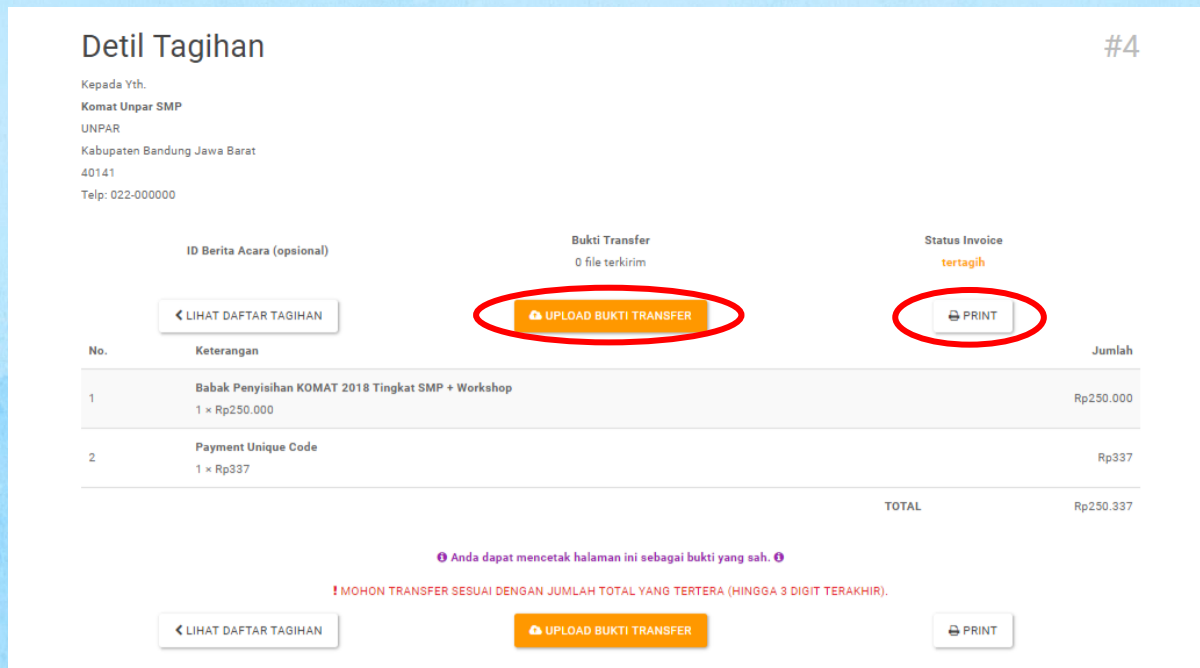 Detil Tagihan
#4
Kepada Yth.
Komat Unpar SMP
UNPAR
Kabupaten Bandung Jawa Barat
40141
Telp: 022-000000
ID Berita Acara (opsional)
Bukti Transfer
0 file terkirim
Status Invoice
tertagih
LIHAT DAFTAR TAGIHAN
UPLOAD BUKTI TRANSFER
PRINT
No. Keterangan Jumlah
1 Babak Penyisihan KOMAT 2018 Tingkat SMP + Workshop
1 × Rp250.000 Rp250.000
2 Payment Unique Code
1 × Rp337 Rp337
TOTAL Rp250.337
Anda dapat mencetak halaman ini sebagai bukti yang sah.
! MOHON TRANSFER SESUAI DENGAN JUMLAH TOTAL YANG TERTERA (HINGGA 3 DIGIT TERAKHIR).
LIHAT DAFTAR TAGIHAN
UPLOAD BUKTI TRANSFER
PRINT